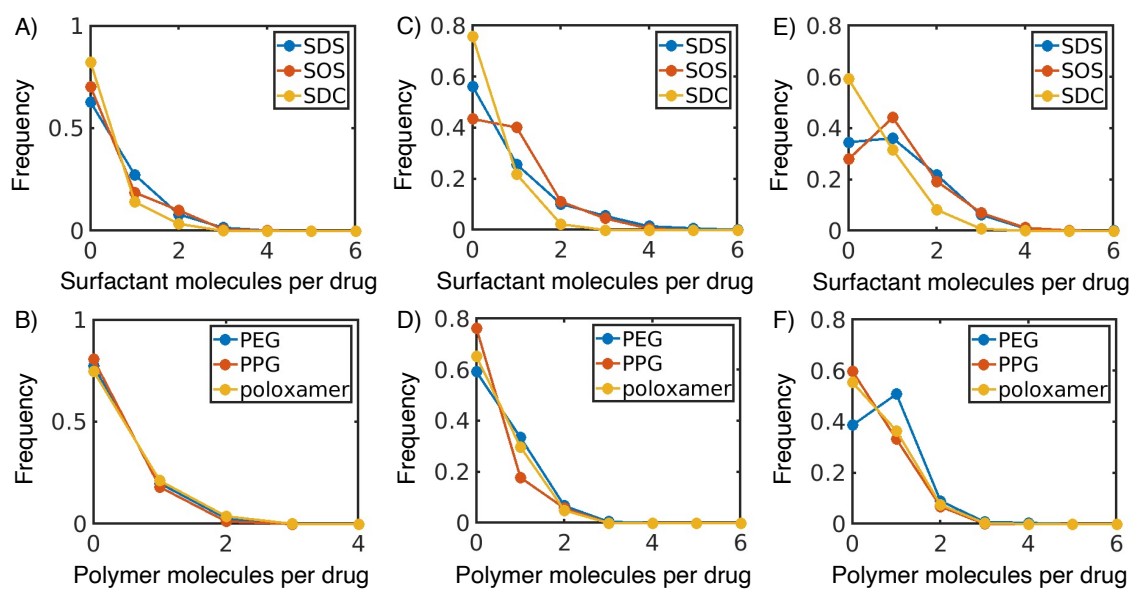 A)
1
0.5
0
Frequency
SDS
SOS
SDC
0 2 4 6
Surfactant molecules per drug
C)
0.8
0.6
0.4
0.2
0
Frequency
SDS
SOS
SDC
0 2 4 6
Surfactant molecules per drug
E)
0.8
0.6
0.4
0.2
0
Frequency
SDS
SOS
SDC
0 2 4 6
Surfactant molecules per drug
B)
1
0.5
0
Frequency
PEG
PPG
poloxamer
0 2 4
Polymer molecules per drug
D)
0.8
0.6
0.4
0.2
0
Frequency
PEG
PPG
poloxamer
0 2 4 6
Polymer molecules per drug
F)
0.8
0.6
0.4
0.2
0
Frequency
PEG
PPG
poloxamer
0 2 4 6
Polymer molecules per drug